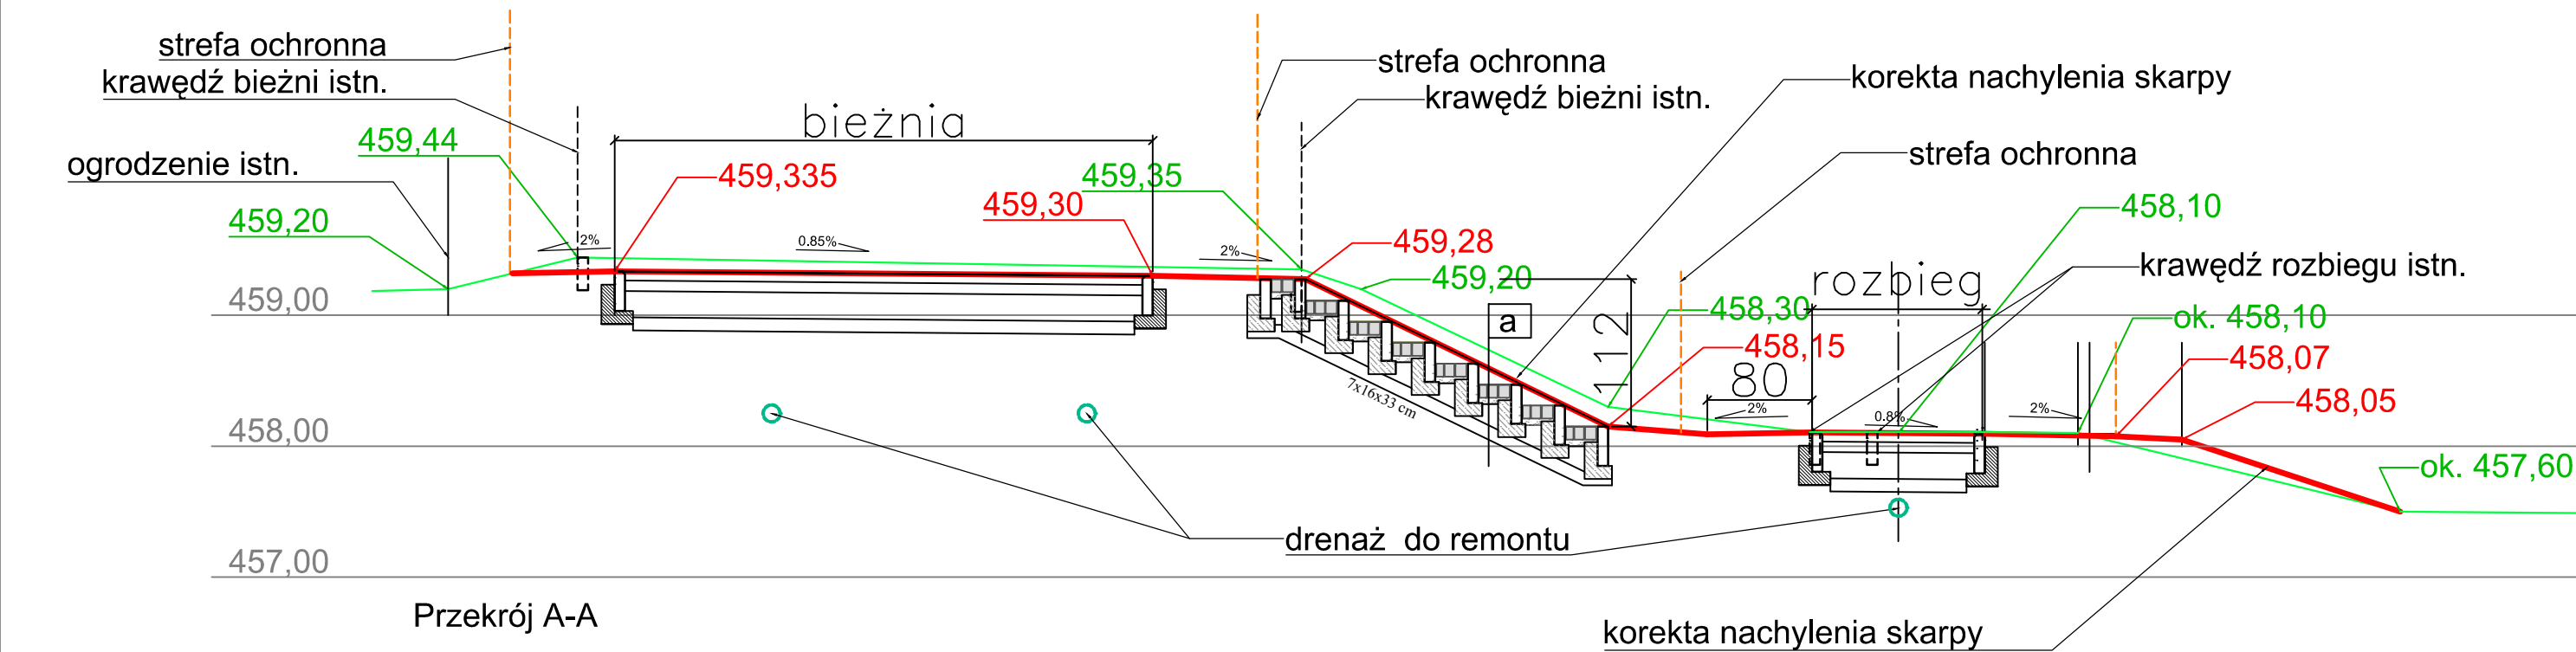 strefa ochronna
krawędź bieżni istn.
459,44
ogrodzenie istn.
459,20
bieżnia
459,335
459,30
459,35
strefa ochronna
krawędź bieżni istn.
korekta nachylenia skarpy
strefa ochronna
458,10
459,28
459,20
krawędź rozbiegu istn.
rozbieg
2%
0.85%
2%
459,00
a
112
458,30
458,15
ok. 458,10
458,07
80
458,05
7x16x33 cm
2%
0.8%
2%
458,00
ok. 457,60
drenaż do remontu
457,00
Przekrój A-A
korekta nachylenia skarpy